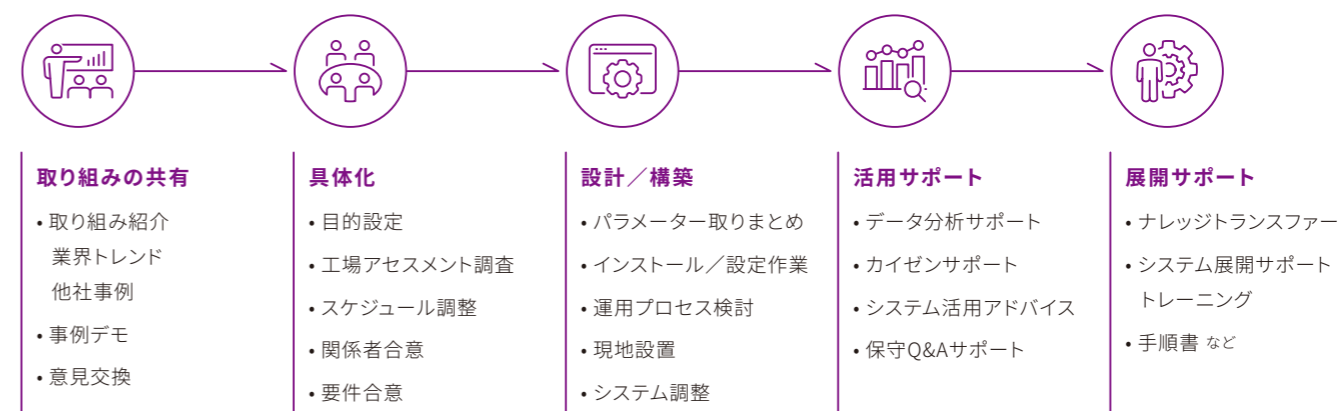 取り組みの共有
・取り組み紹介
業界トレンド
他社事例
・事例デモ
・意見交換
具体化
・目的設定
・工場アセスメント調査
・スケジュール調整
・関係者合意
・要件合意
設計／構築
・パラメーター取りまとめ
・インストール／設定作業
・運用プロセス検討
・現地設置
・システム調整
活用サポート
・データ分析サポート
・カイゼンサポート
・システム活用アドバイス
・保守Q&Aサポート
展開サポート
・ナレッジトランスファー
・システム展開サポート
トレーニング
・手順書 など